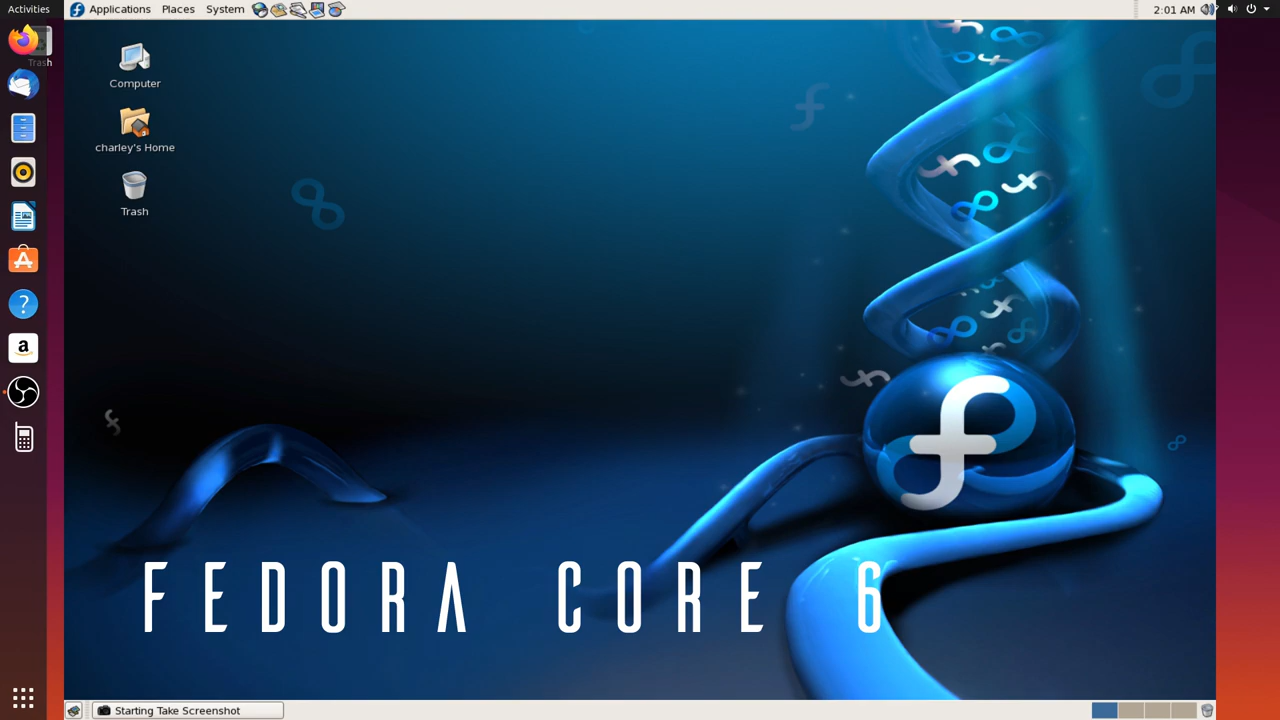 Activities
Applications Places System 2:01 AM
Trash
Computer
charley's Home
Trash
FEDORA CORE 6
Starting Take Screenshot